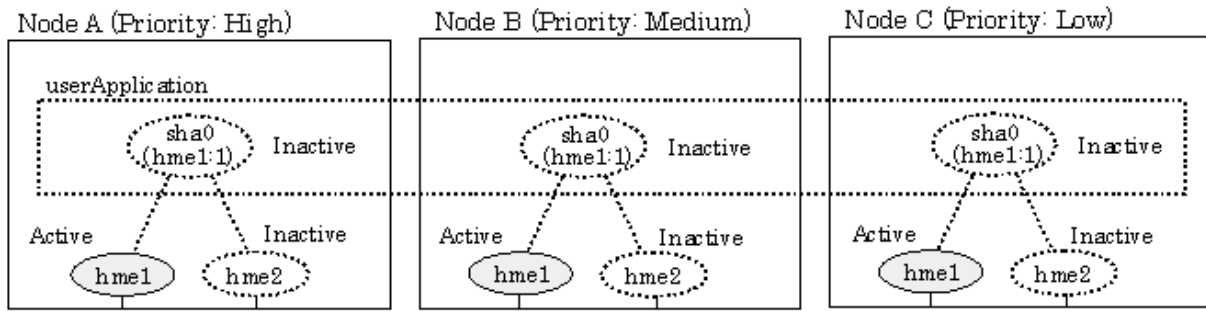 Node A (Priority: High)
Node B (Priority: Medium)
Node C (Priority: Low)
userApplication
sha0
(hme1:1)
Inactive
sha0
(hme1:1)
Inactive
sha0
(hme1:1)
Inactive
Active
Inactive
Active
Inactive
Active
Inactive
hme1
hme2
hme1
hme2
hme1
hme2